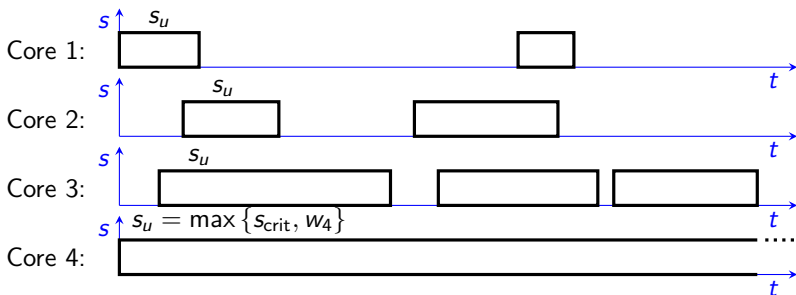 s s_u
Core 1:
t
s s_u
Core 2:
t
s s_u
Core 3:
t
s s_u = max {s_crit, w_4}
Core 4:
t